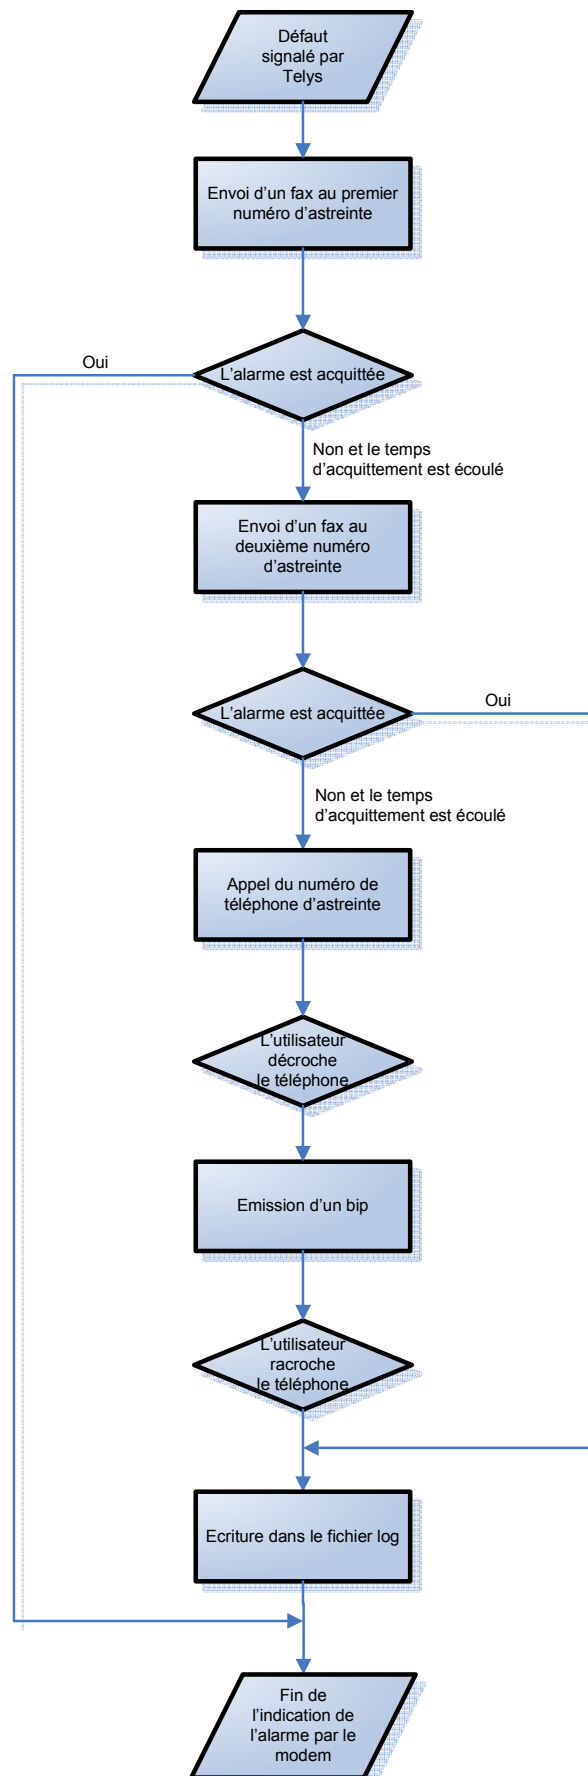 Défaut
signalé par
Telys
Envoi d'un fax au premier
numéro d'astreinte
Oui
L'alarme est acquittée
Non et le temps
d'acquittement est écoulé
Envoi d'un fax au
deuxième numéro
d'astreinte
L'alarme est acquittée
Oui
Non et le temps
d'acquittement est écoulé
Appel du numéro de
téléphone d'astreinte
L'utilisateur
décroche
le téléphone
Emission d'un bip
L'utilisateur
racroche
le téléphone
Ecriture dans le fichier log
Fin de
l'indication de
l'alarme par le
modem